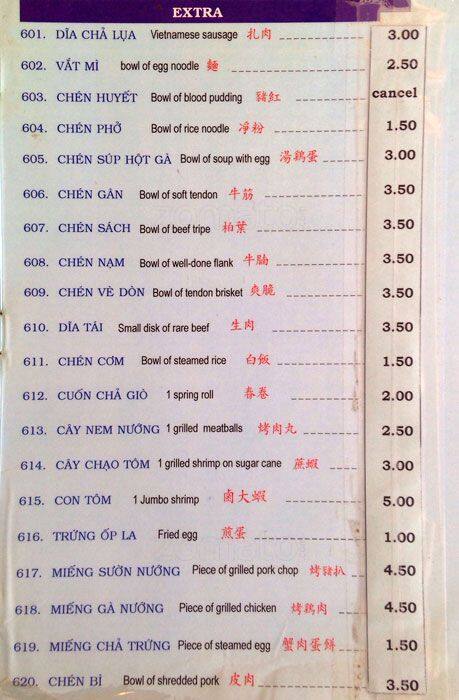 EXTRA
601. DĨA CHẢ LỤA Vietnamese sausage 扎肉 3.00
602. VẮT MÌ bowl of egg noodle 麵 2.50
603. CHÉN HUYẾT Bowl of blood pudding 豬紅 cancel
604. CHÉN PHỞ Bowl of rice noodle 凈粉 1.50
605. CHÉN SÚP HỘT GÀ Bowl of soup with egg 湯鶏蛋 3.00
606. CHÉN GÂN Bowl of soft tendon 牛筋 3.50
607. CHÉN SÁCH Bowl of beef tripe 柏葉 3.50
608. CHÉN NẠM Bowl of well-done flank 牛腩 3.50
609. CHÉN VÈ DÒN Bowl of tendon brisket 爽脆 3.50
610. DĨA TÁI Small disk of rare beef 生肉 3.50
611. CHÉN CƠM Bowl of steamed rice 白飯 1.50
612. CUỐN CHẢ GIÒ 1 spring roll 春卷 2.00
613. CÂY NEM NƯỚNG 1 grilled meatballs 烤肉丸 2.50
614. CÂY CHẠO TÔM 1 grilled shrimp on sugar cane 蔗蝦 3.00
615. CON TÔM 1 Jumbo shrimp 鹵大蝦 5.00
616. TRỨNG ỐP LA Fried egg 煎蛋 1.00
617. MIẾNG SƯỜN NƯỚNG Piece of grilled pork chop 烤豬扒 4.50
618. MIẾNG GÀ NƯỚNG Piece of grilled chicken 烤鶏肉 4.50
619. MIẾNG CHẢ TRỨNG Piece of steamed egg 蟹肉蛋餅 1.50
620. CHÉN BÌ Bowl of shredded pork 皮肉 3.50